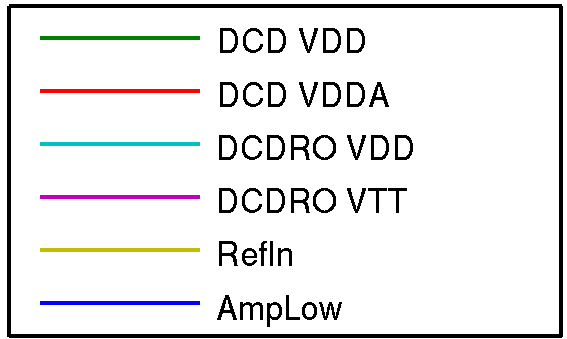 DCD VDD
DCD VDDA
DCDRO VDD
DCDRO VTT
RefIn
AmpLow